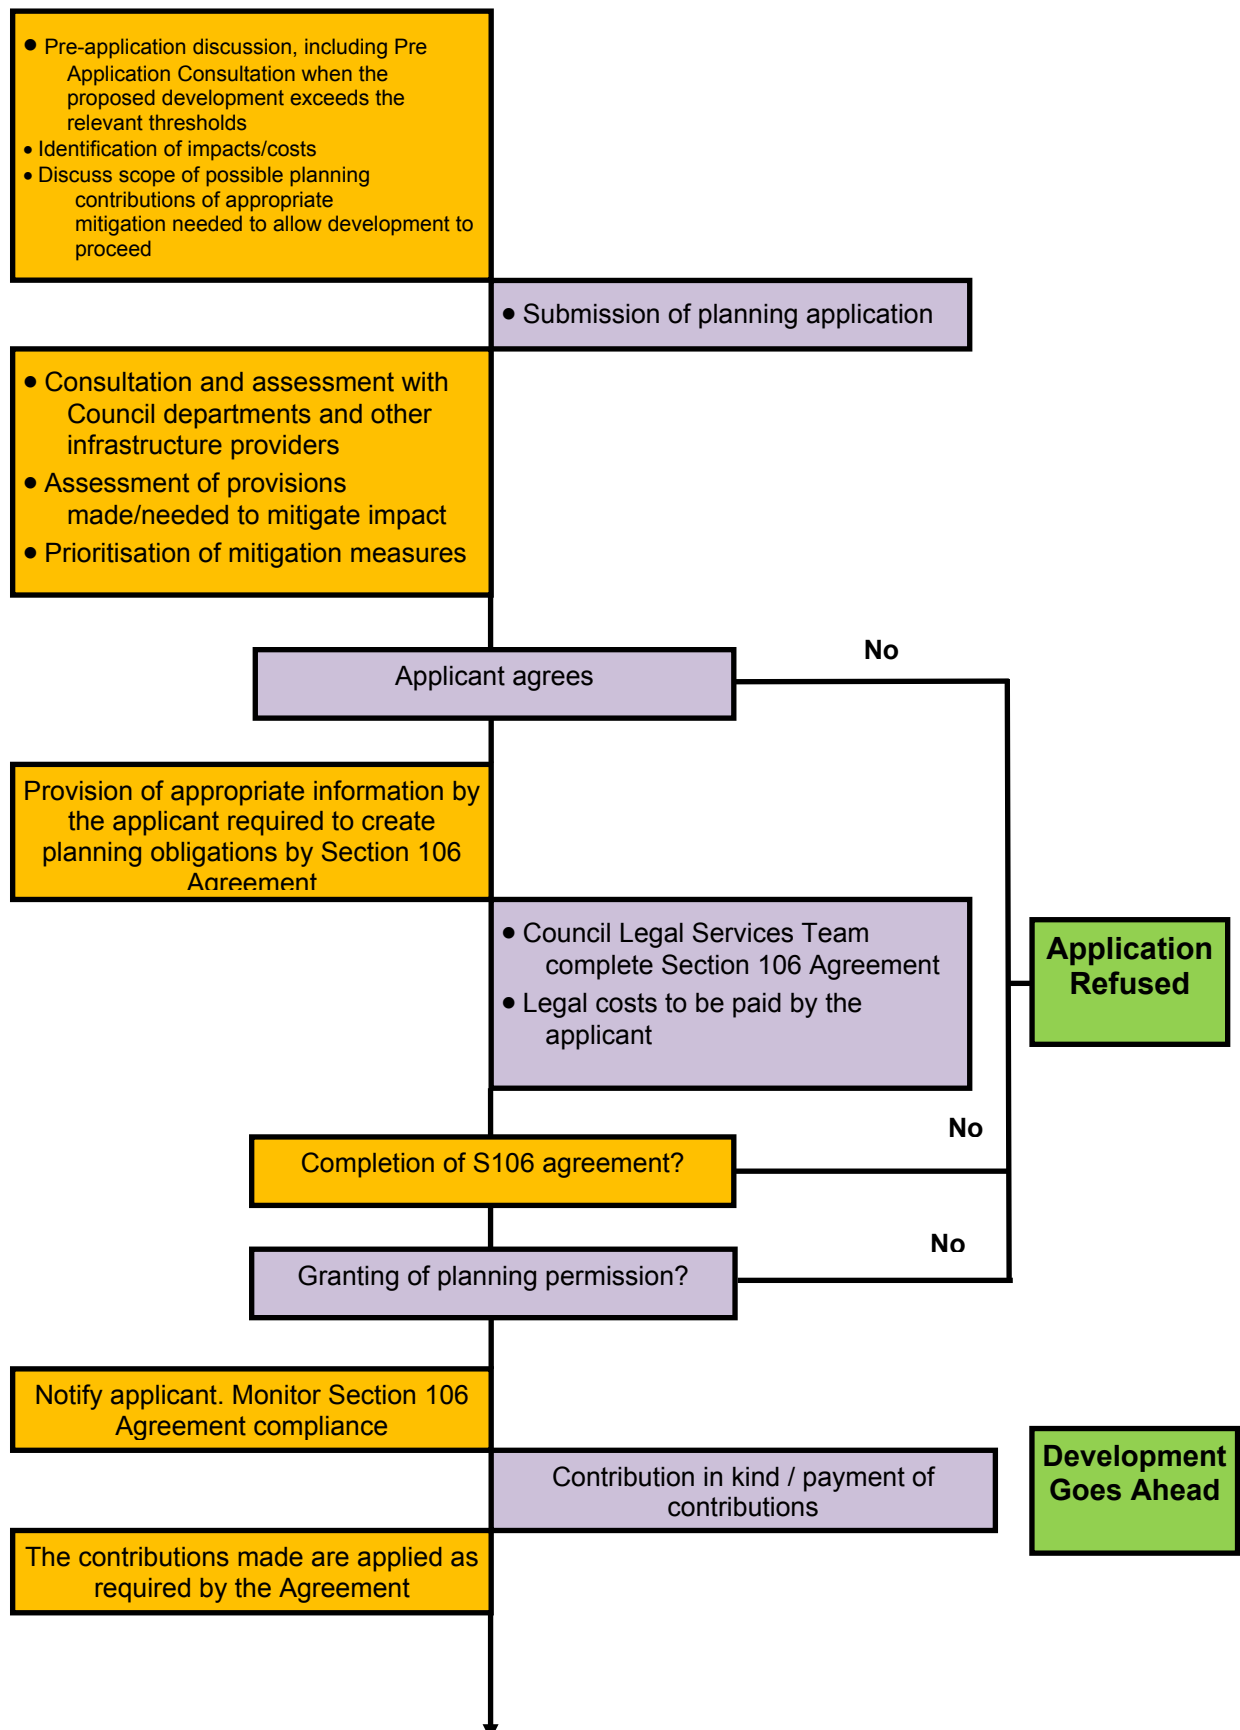 ● Pre-application discussion, including Pre
Application Consultation when the
proposed development exceeds the
relevant thresholds
● Identification of impacts/costs
● Discuss scope of possible planning
contributions of appropriate
mitigation needed to allow development to
proceed
● Submission of planning application
● Consultation and assessment with
Council departments and other
infrastructure providers
● Assessment of provisions
made/needed to mitigate impact
● Prioritisation of mitigation measures
No
Applicant agrees
Provision of appropriate information by
the applicant required to create
planning obligations by Section 106
Agreement
● Council Legal Services Team
complete Section 106 Agreement
● Legal costs to be paid by the
applicant
Application
Refused
No
Completion of S106 agreement?
No
Granting of planning permission?
Notify applicant. Monitor Section 106
Agreement compliance
Contribution in kind / payment of
contributions
Development
Goes Ahead
The contributions made are applied as
required by the Agreement